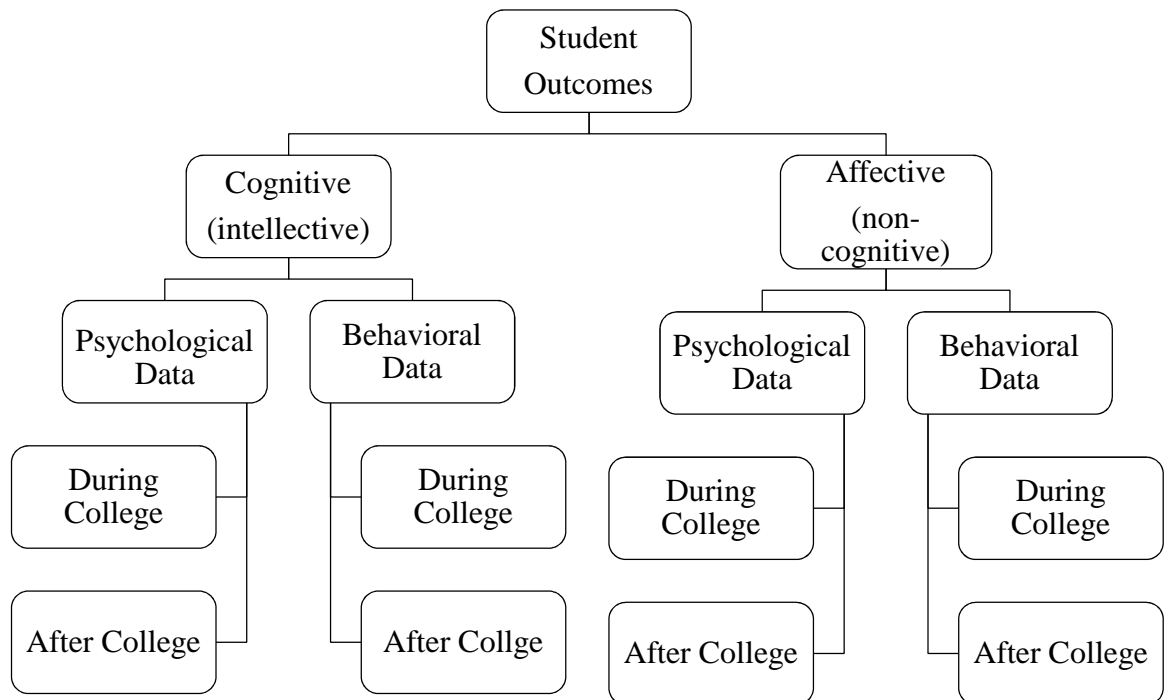 Student
Outcomes
Cognitive
(intellective)
Affective
(non-
cognitive)
Psychological
Data
Behavioral
Data
Psychological
Data
Behavioral
Data
During
College
During
College
During
College
During
College
After College
After Collge
After College
After College